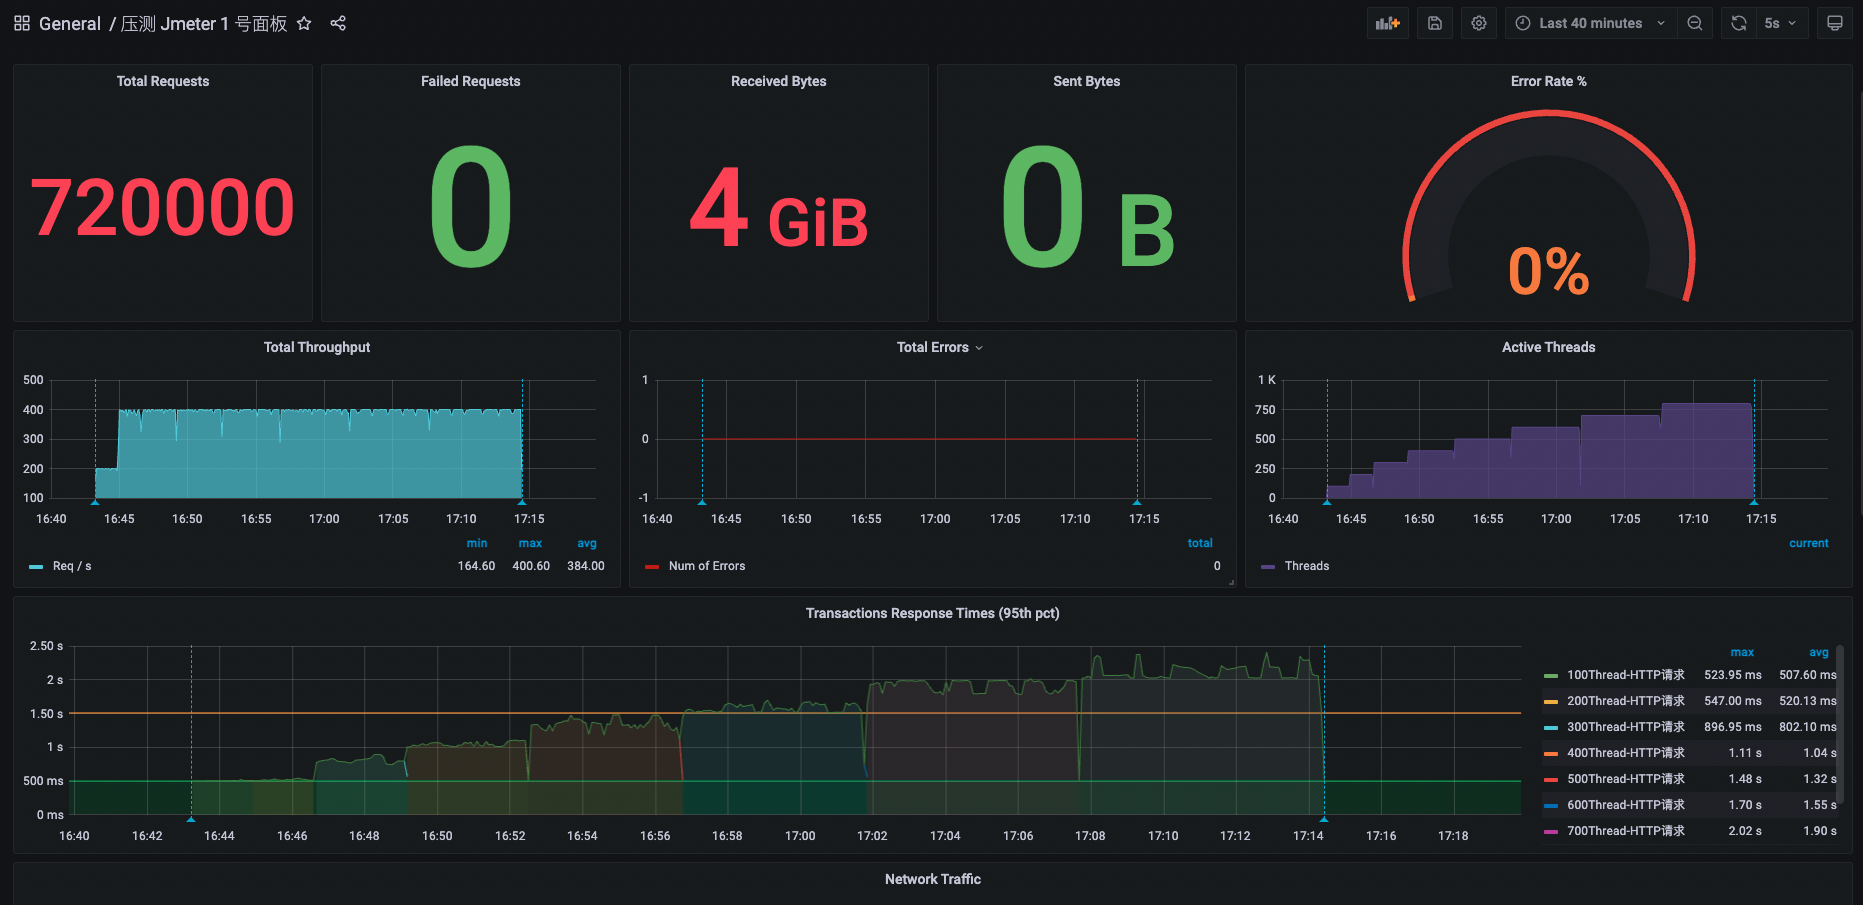 General / 压测 Jmeter 1 号面板
Last 40 minutes
5s
Total Requests
720000
Failed Requests
0
Received Bytes
4 GiB
Sent Bytes
0 B
Error Rate %
0%
Total Throughput
500
400
300
200
100
16:40 16:45 16:50 16:55 17:00 17:05 17:10 17:15
min max avg
Req / s 164.60 400.60 384.00
Total Errors
1
0
-1
16:40 16:45 16:50 16:55 17:00 17:05 17:10 17:15
total
Num of Errors 0
Active Threads
1 K
750
500
250
0
16:40 16:45 16:50 16:55 17:00 17:05 17:10 17:15
current
Threads
Transactions Response Times (95th pct)
2.50 s
2 s
1.50 s
1 s
500 ms
0 ms
16:40 16:42 16:44 16:46 16:48 16:50 16:52 16:54 16:56 16:58 17:00 17:02 17:04 17:06 17:08 17:10 17:12 17:14 17:16 17:18
max avg
100Thread-HTTP请求 523.95 ms 507.60 ms
200Thread-HTTP请求 547.00 ms 520.13 ms
300Thread-HTTP请求 896.95 ms 802.10 ms
400Thread-HTTP请求 1.11 s 1.04 s
500Thread-HTTP请求 1.48 s 1.32 s
600Thread-HTTP请求 1.70 s 1.55 s
700Thread-HTTP请求 2.02 s 1.90 s
Network Traffic